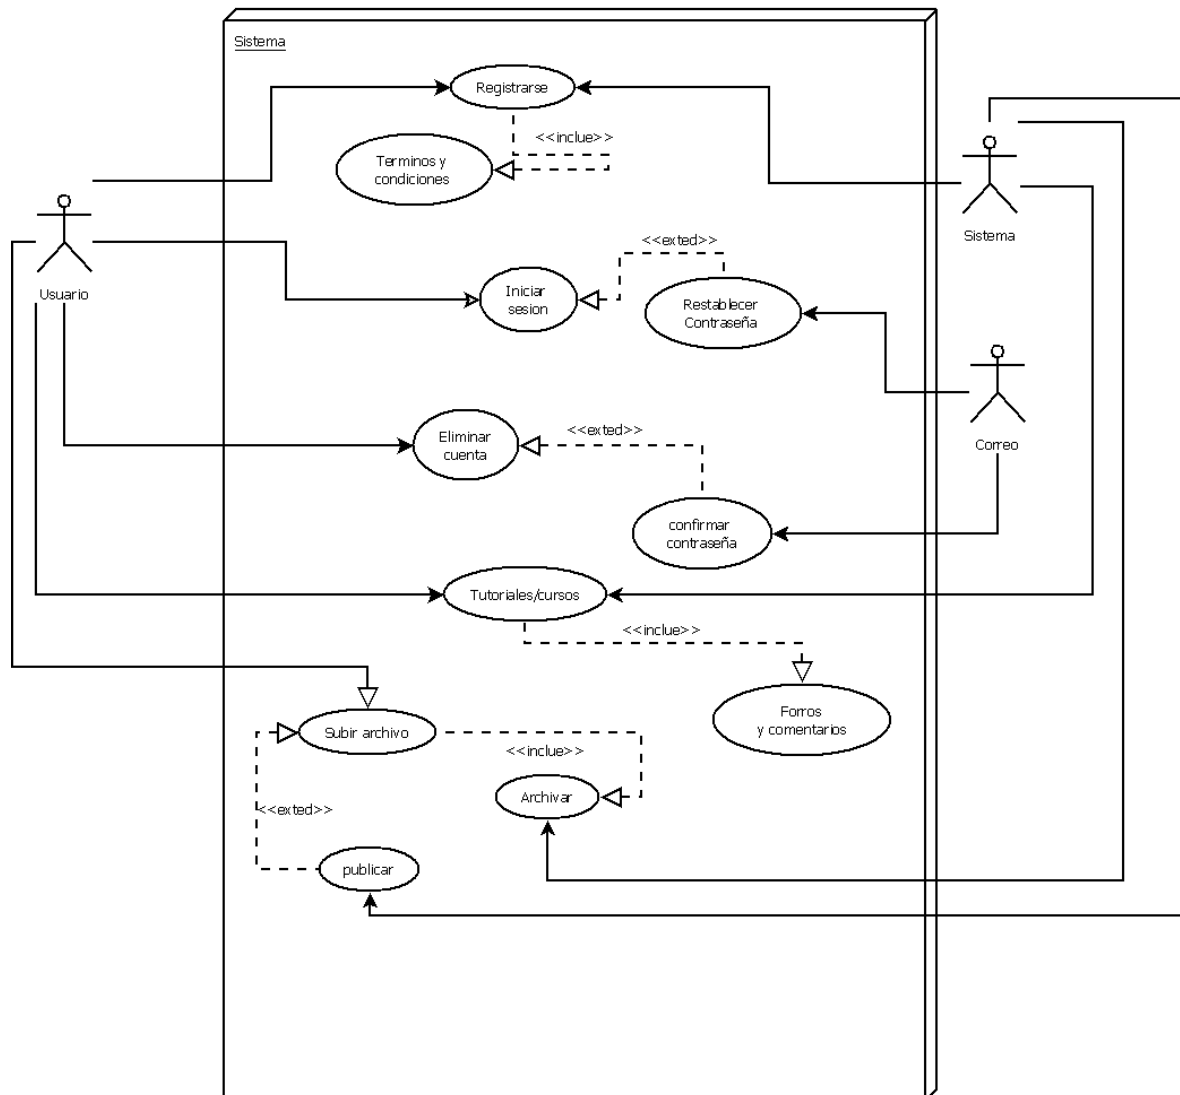 Sistema
Registrarse
<<inclue>>
Terminos y
condiciones
Sistema
Usuario
<<exted>>
Iniciar
sesion
Restablecer
Contraseña
Correo
<<exted>>
Eliminar
cuenta
confirmar
contraseña
Tutoriales/cursos
<<inclue>>
Forros
y comentarios
Subir archivo
<<inclue>>
Archivar
<<exted>>
publicar